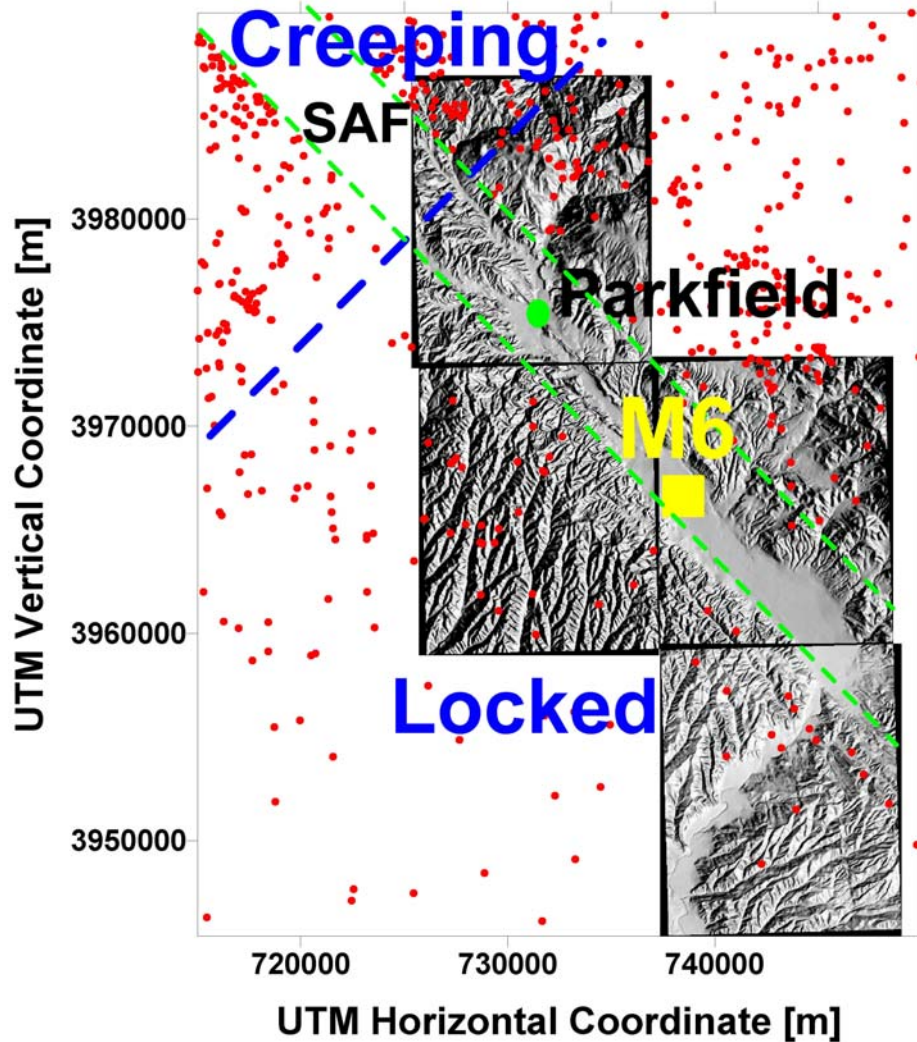 Creeping
SAF
3980000
Parkfield
3970000
M6
3960000
Locked
3950000
720000
730000
740000
UTM Vertical Coordinate [m]
UTM Horizontal Coordinate [m]